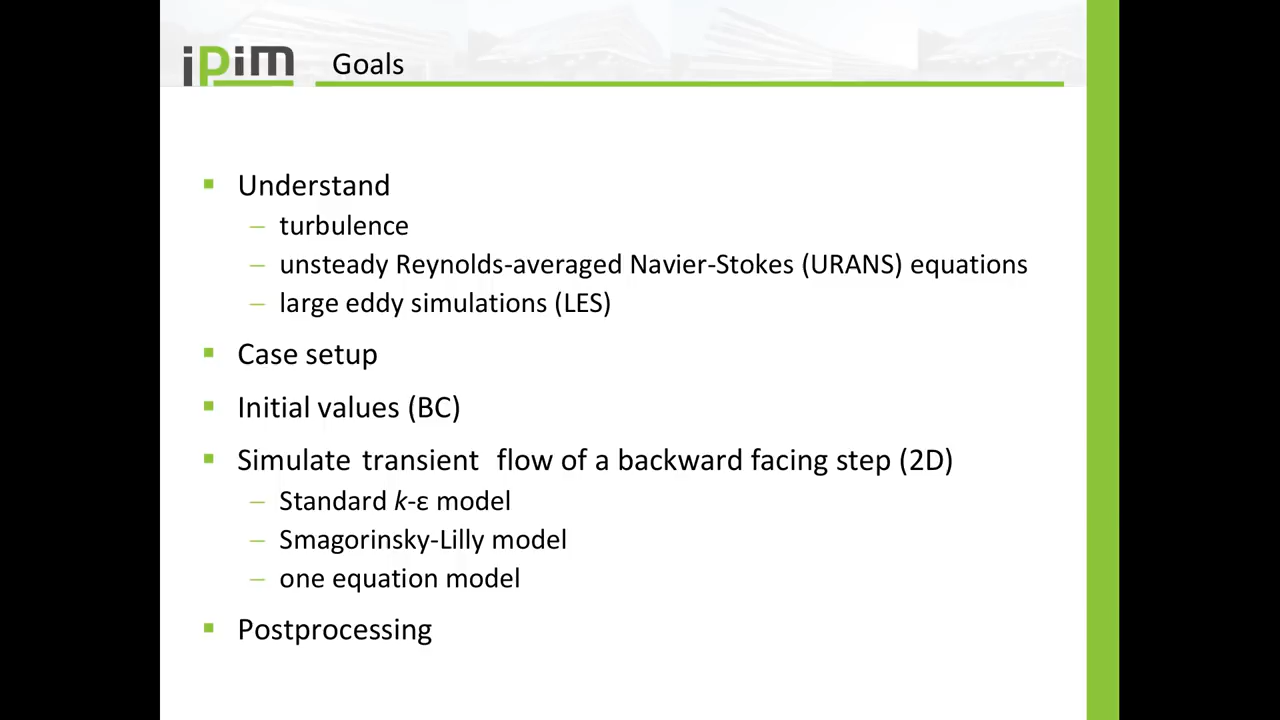 ipim
Goals
Understand
– turbulence
– unsteady Reynolds-averaged Navier-Stokes (URANS) equations
– large eddy simulations (LES)
Case setup
Initial values (BC)
Simulate transient flow of a backward facing step (2D)
– Standard k-ε model
– Smagorinsky-Lilly model
– one equation model
Postprocessing